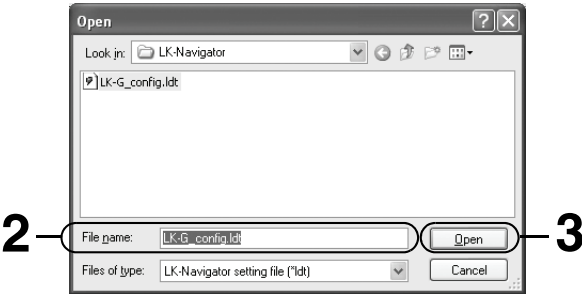 Open
Look in: LK-Navigator
LK-G_config.ldt
2 File name: LK-G_config.ldt Open 3
Files of type: LK-Navigator setting file (*ldt) Cancel